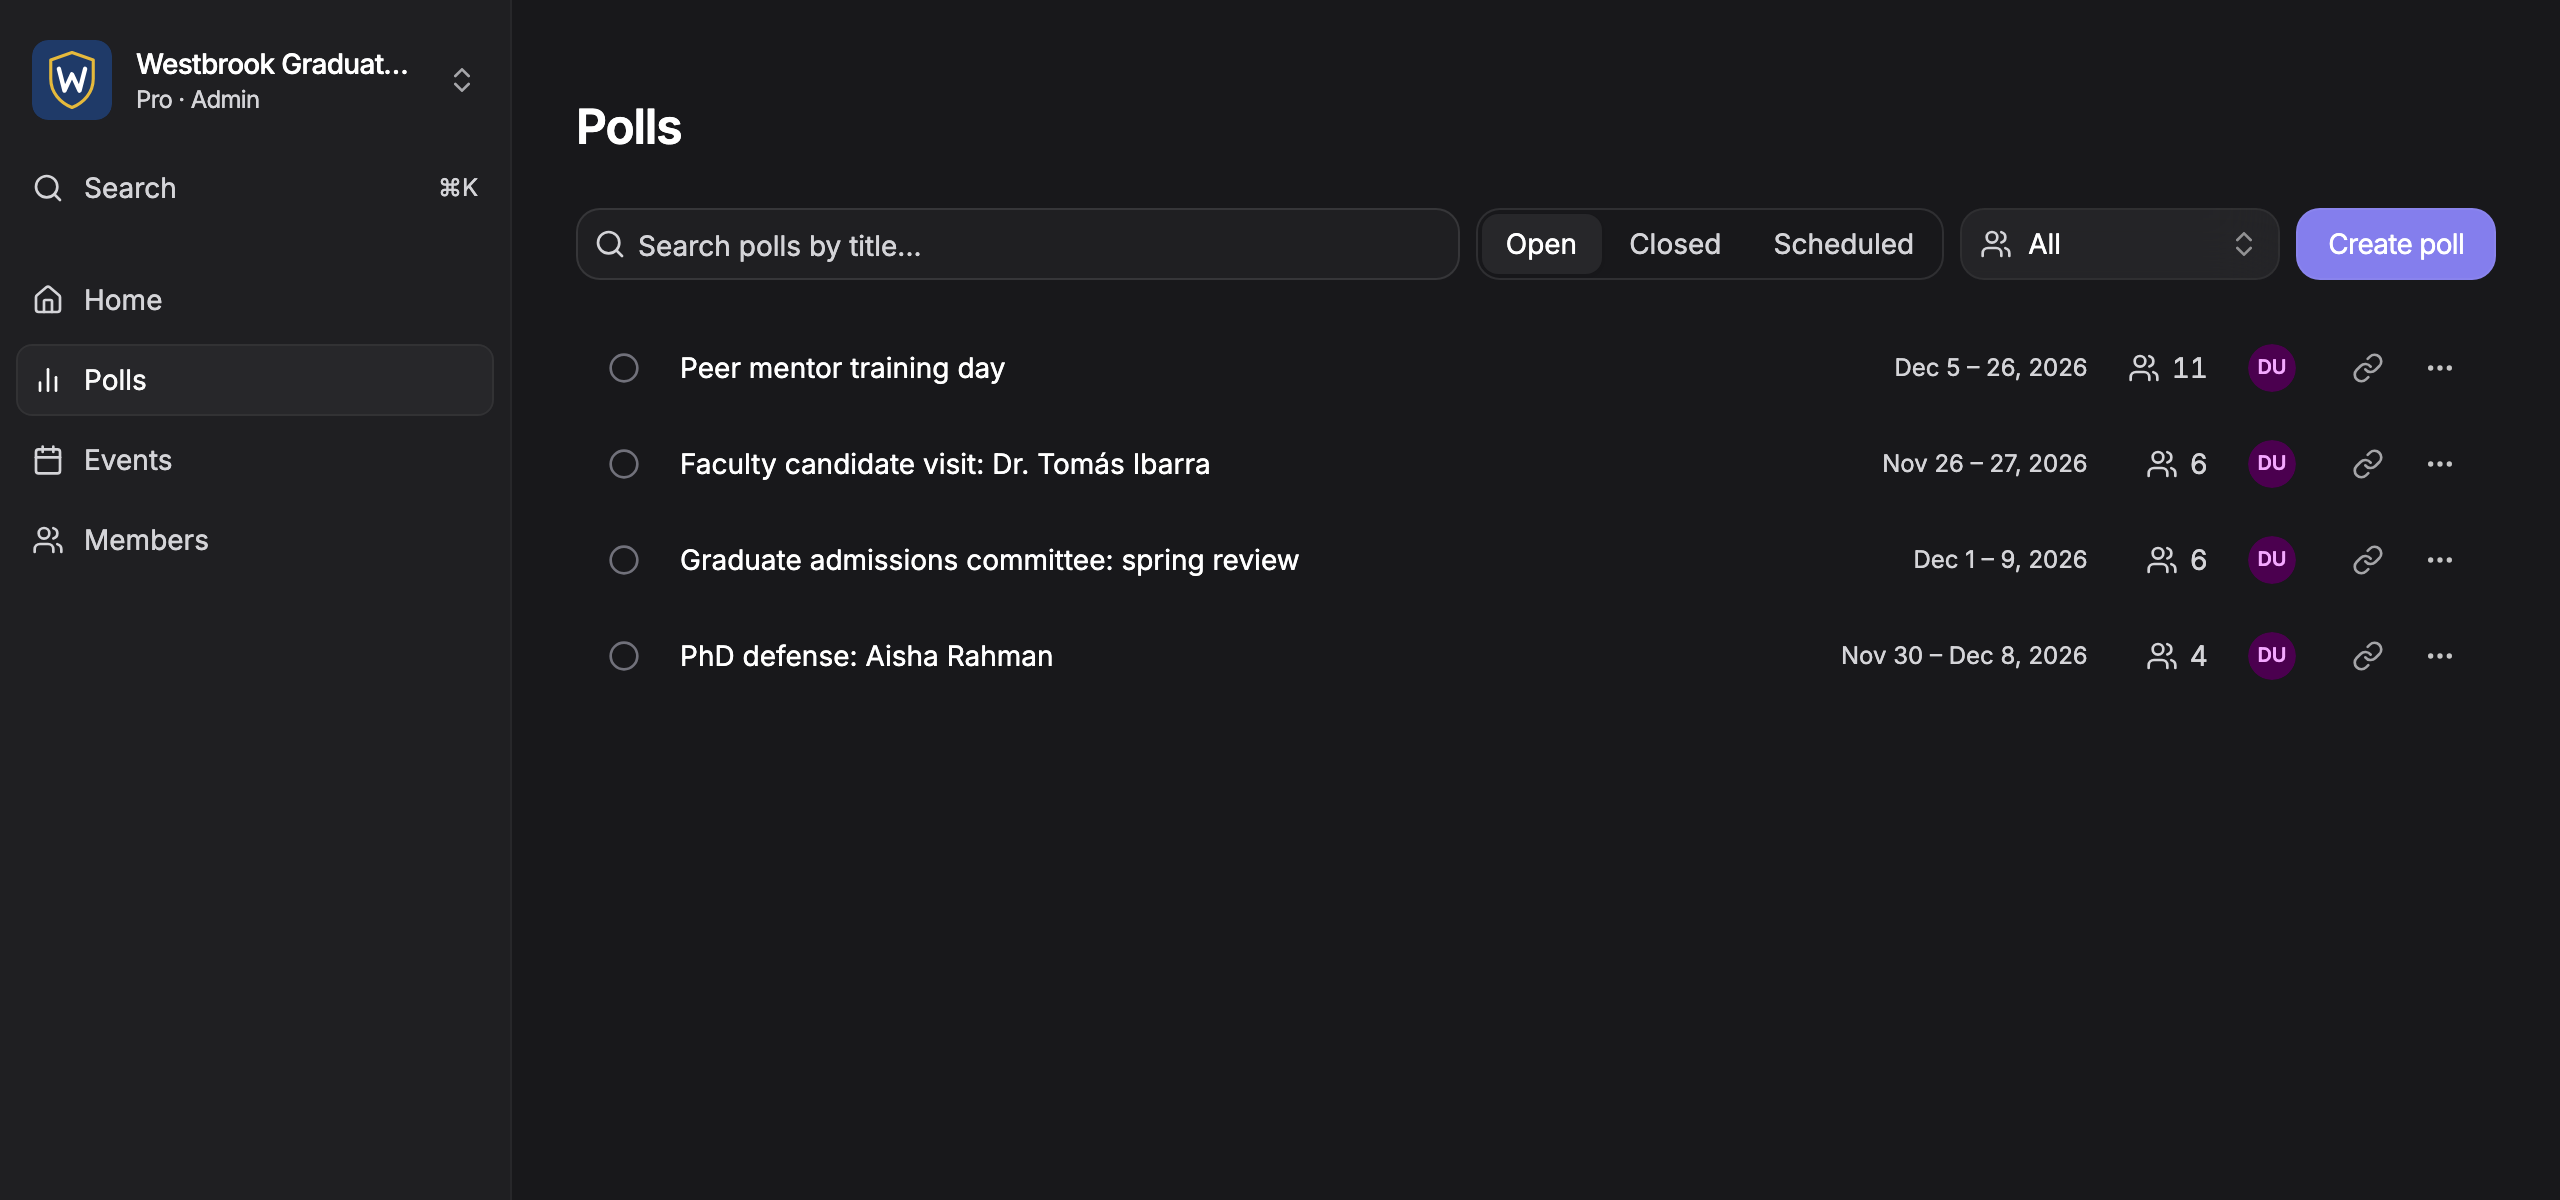 W
Westbrook Graduat...
Pro · Admin
Search ⌘K
Home
Polls
Events
Members
Polls
Search polls by title...
Open Closed Scheduled
All
Create poll
Peer mentor training day Dec 5 – 26, 2026 11 DU
Faculty candidate visit: Dr. Tomás Ibarra Nov 26 – 27, 2026 6 DU
Graduate admissions committee: spring review Dec 1 – 9, 2026 6 DU
PhD defense: Aisha Rahman Nov 30 – Dec 8, 2026 4 DU